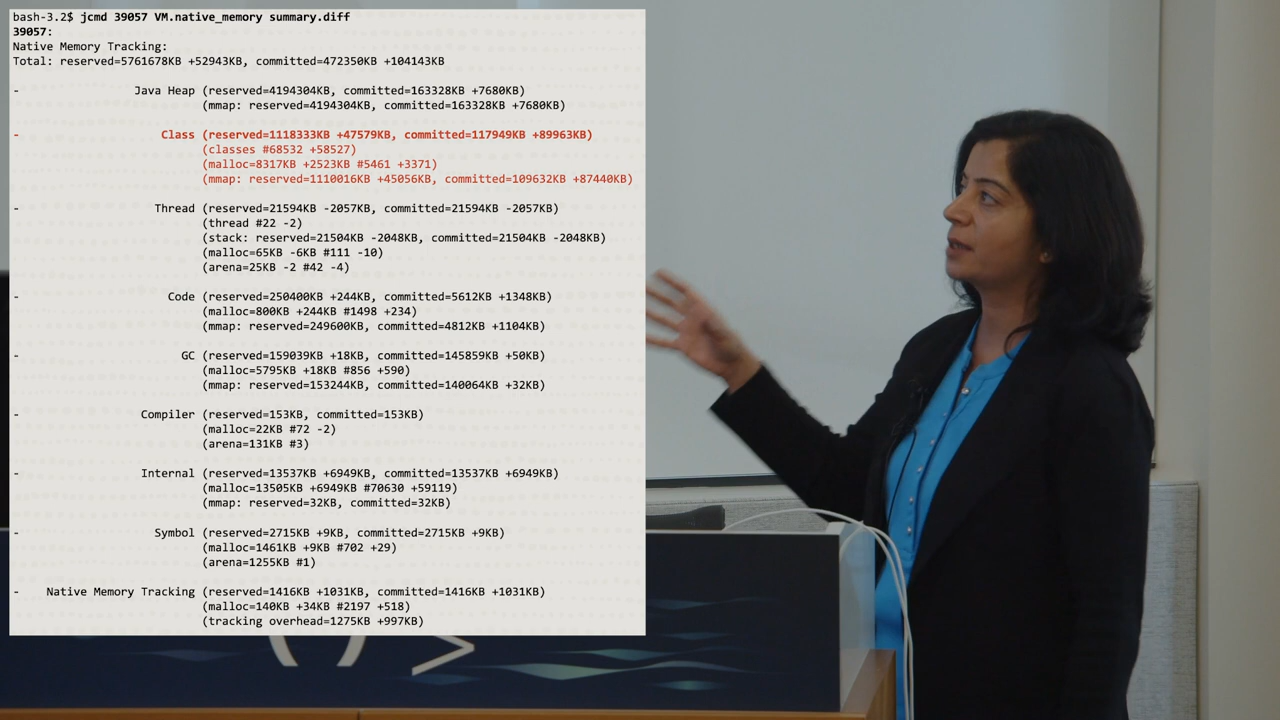 bash-3.2$ jcmd 39057 VM.native_memory summary.diff
39057:
Native Memory Tracking:
Total: reserved=5761678KB +52943KB, committed=472350KB +104143KB
- Java Heap (reserved=4194304KB, committed=163328KB +7680KB)
(mmap: reserved=4194304KB, committed=163328KB +7680KB)
- Class (reserved=1118333KB +47579KB, committed=117949KB +89963KB)
(classes #68532 +58527)
(malloc=8317KB +2523KB #5461 +3371)
(mmap: reserved=1110016KB +45056KB, committed=109632KB +87440KB)
- Thread (reserved=21594KB -2057KB, committed=21594KB -2057KB)
(thread #22 -2)
(stack: reserved=21504KB -2048KB, committed=21504KB -2048KB)
(malloc=65KB -6KB #111 -10)
(arena=25KB -2 #42 -4)
- Code (reserved=250400KB +244KB, committed=5612KB +1348KB)
(malloc=800KB +244KB #1498 +234)
(mmap: reserved=249600KB, committed=4812KB +1104KB)
- GC (reserved=159039KB +18KB, committed=145859KB +50KB)
(malloc=5795KB +18KB #856 +590)
(mmap: reserved=153244KB, committed=140064KB +32KB)
- Compiler (reserved=153KB, committed=153KB)
(malloc=22KB #72 -2)
(arena=131KB #3)
- Internal (reserved=13537KB +6949KB, committed=13537KB +6949KB)
(malloc=13505KB +6949KB #70630 +59119)
(mmap: reserved=32KB, committed=32KB)
- Symbol (reserved=2715KB +9KB, committed=2715KB +9KB)
(malloc=1461KB +9KB #702 +29)
(arena=1255KB #1)
- Native Memory Tracking (reserved=1416KB +1031KB, committed=1416KB +1031KB)
(malloc=140KB +34KB #2197 +518)
(tracking overhead=1275KB +997KB)